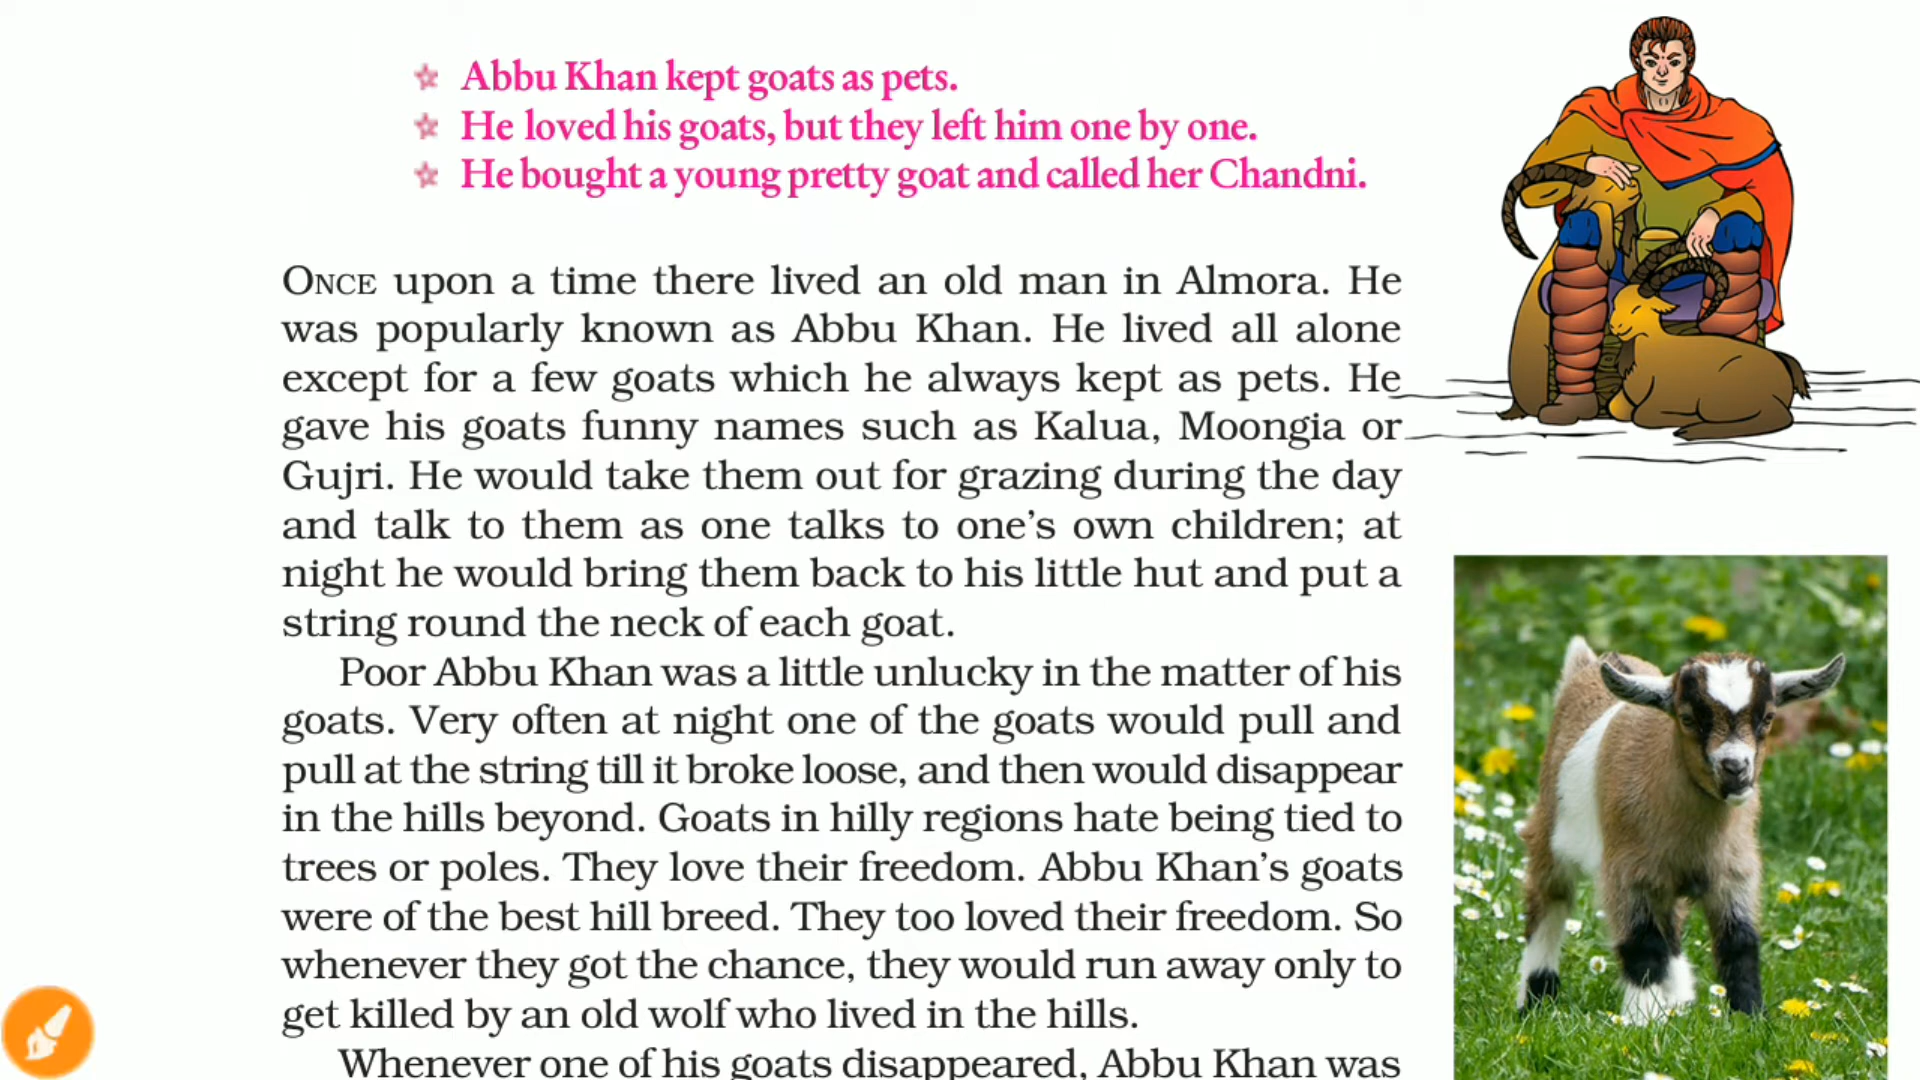 Abbu Khan kept goats as pets.
He loved his goats, but they left him one by one.
He bought a young pretty goat and called her Chandni.
ONCE upon a time there lived an old man in Almora. He
was popularly known as Abbu Khan. He lived all alone
except for a few goats which he always kept as pets. He
gave his goats funny names such as Kalua, Moongia or
Gujri. He would take them out for grazing during the day
and talk to them as one talks to one’s own children; at
night he would bring them back to his little hut and put a
string round the neck of each goat.
Poor Abbu Khan was a little unlucky in the matter of his
goats. Very often at night one of the goats would pull and
pull at the string till it broke loose, and then would disappear
in the hills beyond. Goats in hilly regions hate being tied to
trees or poles. They love their freedom. Abbu Khan’s goats
were of the best hill breed. They too loved their freedom. So
whenever they got the chance, they would run away only to
get killed by an old wolf who lived in the hills.
Whenever one of his goats disappeared, Abbu Khan was